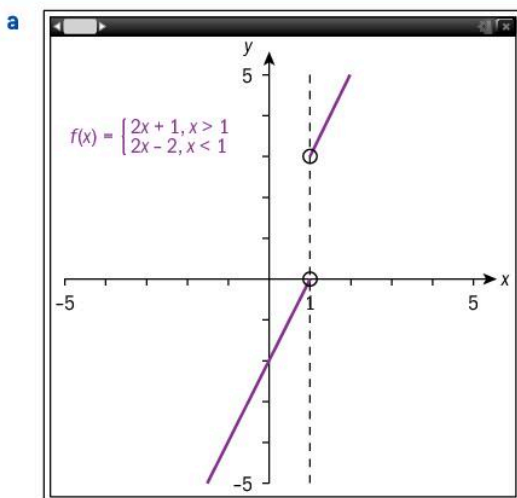 a
y
5
f(x) = { 2x + 1, x > 1
2x – 2, x < 1
x
-5
1
5
-5